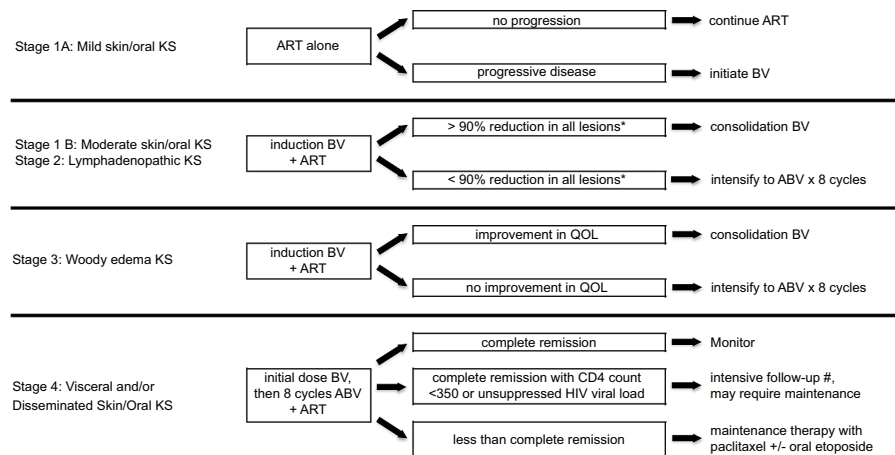 Stage 1A: Mild skin/oral KS
ART alone
no progression
continue ART
progressive disease
initiate BV
Stage 1 B: Moderate skin/oral KS
Stage 2: Lymphadenopathic KS
induction BV
+ ART
> 90% reduction in all lesions*
consolidation BV
< 90% reduction in all lesions*
intensify to ABV x 8 cycles
Stage 3: Woody edema KS
induction BV
+ ART
improvement in QOL
consolidation BV
no improvement in QOL
intensify to ABV x 8 cycles
Stage 4: Visceral and/or
Disseminated Skin/Oral KS
initial dose BV,
then 8 cycles ABV
+ ART
complete remission
Monitor
complete remission with CD4 count
<350 or unsuppressed HIV viral load
intensive follow-up #,
may require maintenance
less than complete remission
maintenance therapy with
paclitaxel +/- oral etoposide